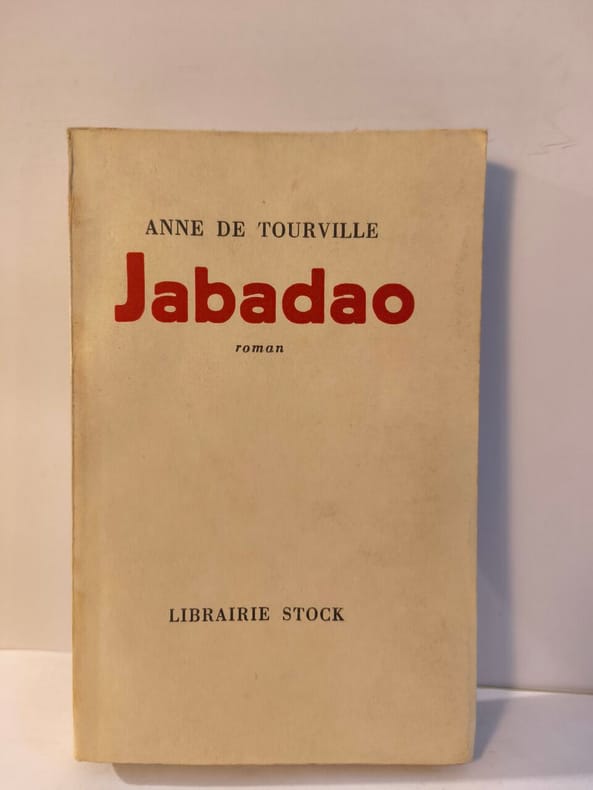 ANNE DE TOURVILLE
Jabadao
roman
LIBRAIRIE STOCK